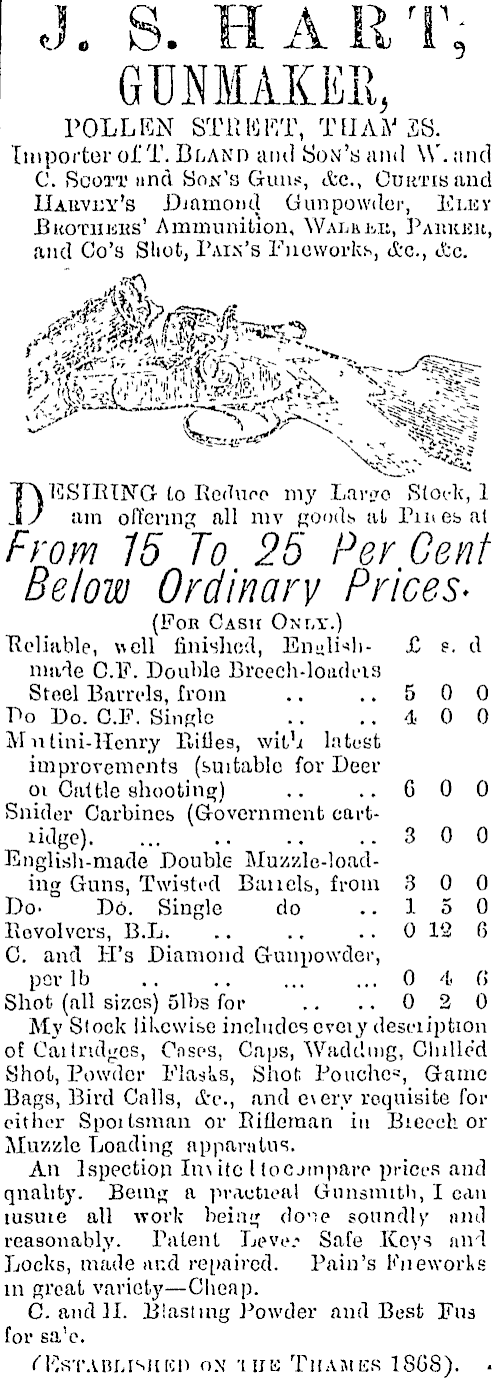 J. S. HART,
GUNMAKER,
POLLEN STREET, THAMES.
Importer of T. BLAND and SON's and W. and
C. SCOTT and SON's Guns, &c., CURTIS and
HARVEY's Diamond Gunpowder, ELEY
BROTHERS' Ammunition, WALKER, PARKER,
and Co's Shot, PAIN's Fireworks, &c., &c.
DESIRING to Reduce my Large Stock, I
am offering all my goods at Prices at
From 15 To 25 Per Cent
Below Ordinary Prices.
(FOR CASH ONLY.)
Reliable, well finished, English- £ s. d
made C.F. Double Breech-loaders
Steel Barrels, from .. .. 5 0 0
Do Do. C.F. Single .. .. 4 0 0
Martini-Henry Rifles, with latest
improvements (suitable for Deer
or Cattle shooting) .. .. 6 0 0
Snider Carbines (Government cart-
ridge). ... .. .. .. 3 0 0
English-made Double Muzzle-load-
ing Guns, Twisted Barrels, from 3 0 0
Do. Do. Single do .. 1 5 0
Revolvers, B.L. .. .. .. 0 12 6
C. and H's Diamond Gunpowder,
per lb .. .. ... ... 0 4 6
Shot (all sizes) 5lbs for .. .. 0 2 0
My Stock likewise includes every description
of Cartridges, Cases, Caps, Wadding, Chilled
Shot, Powder Flasks, Shot Pouches, Game
Bags, Bird Calls, &c., and every requisite for
either Sportsman or Rifleman in Breech or
Muzzle Loading apparatus.
An Ispection Invited to compare prices and
quality. Being a practical Gunsmith, I can
insure all work being done soundly and
reasonably. Patent Lever Safe Keys and
Locks, made and repaired. Pain's Fireworks
in great variety—Cheap.
C. and H. Blasting Powder and Best Fus
for sale.
(ESTABLISHED ON THE THAMES 1868).